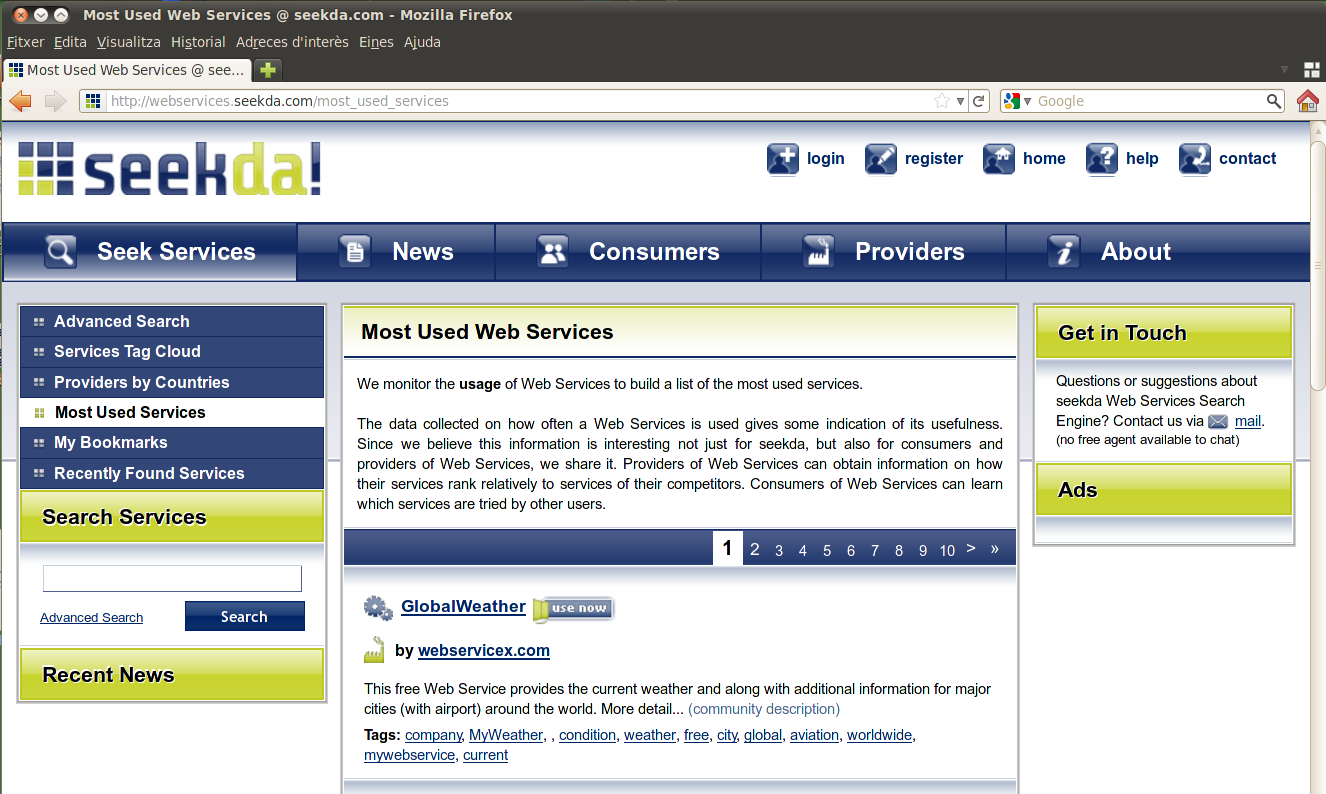 Most Used Web Services @ seekda.com - Mozilla Firefox
Fitxer Edita Visualitza Historial Adreces d'interès Eines Ajuda
Most Used Web Services @ see...
http://webservices.seekda.com/most_used_services
Google
seekda!
login register home help contact
Seek Services News Consumers Providers About
Advanced Search
Services Tag Cloud
Providers by Countries
Most Used Services
My Bookmarks
Recently Found Services
Search Services
Advanced Search Search
Recent News
Most Used Web Services
We monitor the usage of Web Services to build a list of the most used services.
The data collected on how often a Web Services is used gives some indication of its usefulness.
Since we believe this information is interesting not just for seekda, but also for consumers and
providers of Web Services, we share it. Providers of Web Services can obtain information on how
their services rank relatively to services of their competitors. Consumers of Web Services can learn
which services are tried by other users.
1 2 3 4 5 6 7 8 9 10 > »
GlobalWeather use now
by webservicex.com
This free Web Service provides the current weather and along with additional information for major
cities (with airport) around the world. More detail... (community description)
Tags: company, MyWeather, , condition, weather, free, city, global, aviation, worldwide,
mywebservice, current
Get in Touch
Questions or suggestions about
seekda Web Services Search
Engine? Contact us via mail.
(no free agent available to chat)
Ads